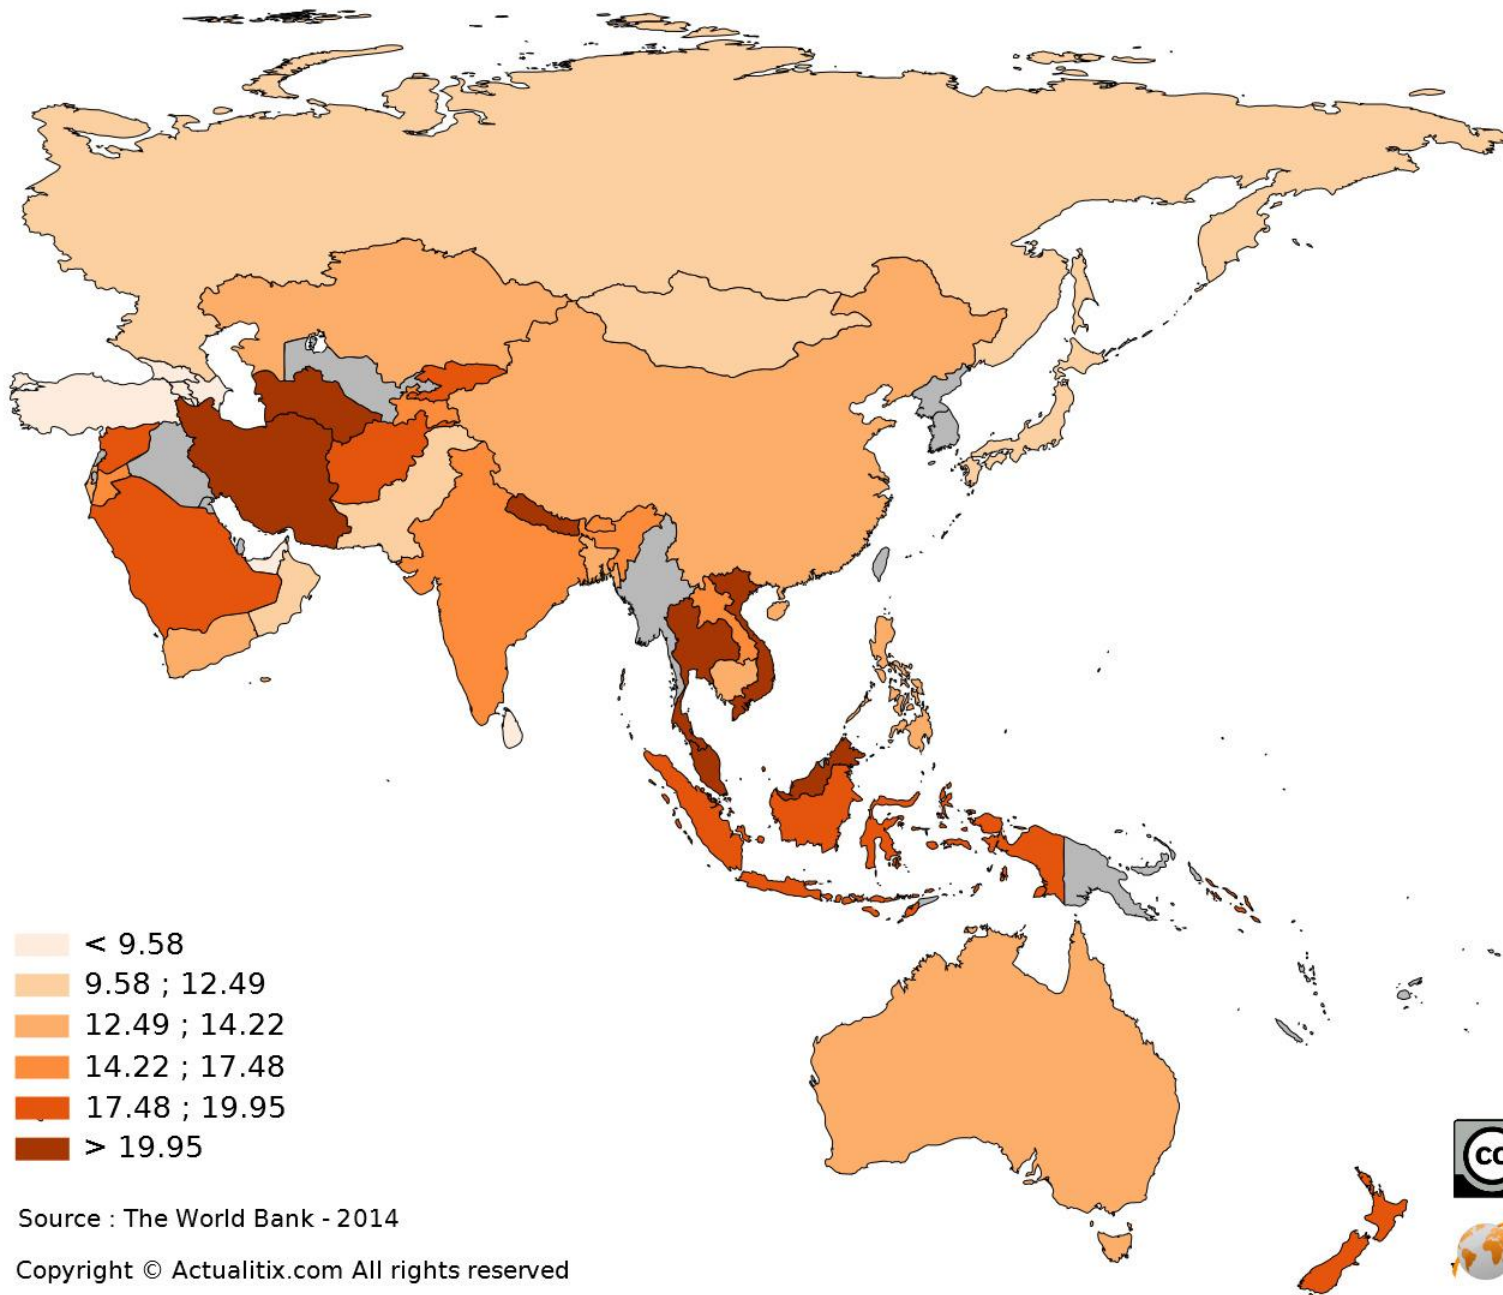 < 9.58
9.58 ; 12.49
12.49 ; 14.22
14.22 ; 17.48
17.48 ; 19.95
> 19.95
Source : The World Bank - 2014
Copyright © Actualitix.com All rights reserved
cc